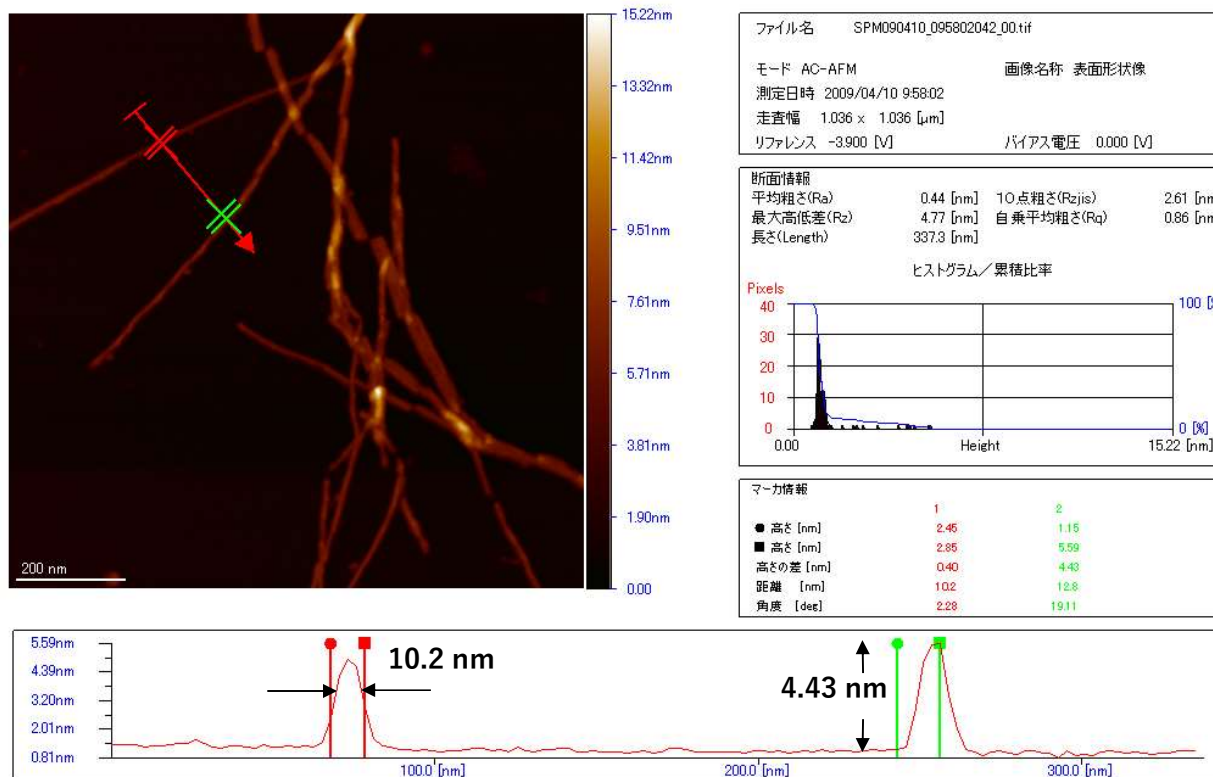 15.22nm
13.32nm
11.42nm
9.51nm
7.61nm
5.71nm
3.81nm
1.90nm
0.00
200 nm
ファイル名 SPM090410_095802042_00.tif
モード AC-AFM 画像名称 表面形状像
測定日時 2009/04/10 9:58:02
走査幅 1.036 x 1.036 [μm]
リファレンス -3.900 [V] バイアス電圧 0.000 [V]
断面情報
平均粗さ(Ra) 0.44 [nm] 10点粗さ(Rzjis) 2.61 [nm
最大高低差(Rz) 4.77 [nm] 自乗平均粗さ(Rq) 0.86 [nm
長さ(Length) 337.3 [nm]
ヒストグラム/累積比率
Pixels
40 100 [%
30
20
10
0 0 [%]
0.00 Height 15.22 [nm]
マーカ情報
1 2
● 高さ [nm] 2.45 1.15
■ 高さ [nm] 2.85 5.59
高さの差 [nm] 0.40 4.43
距離 [nm] 10.2 12.8
角度 [deg] 2.28 19.11
5.59nm
4.39nm
3.20nm
2.01nm
0.81nm
10.2 nm
4.43 nm
100.0 [nm] 200.0 [nm] 300.0 [nm]